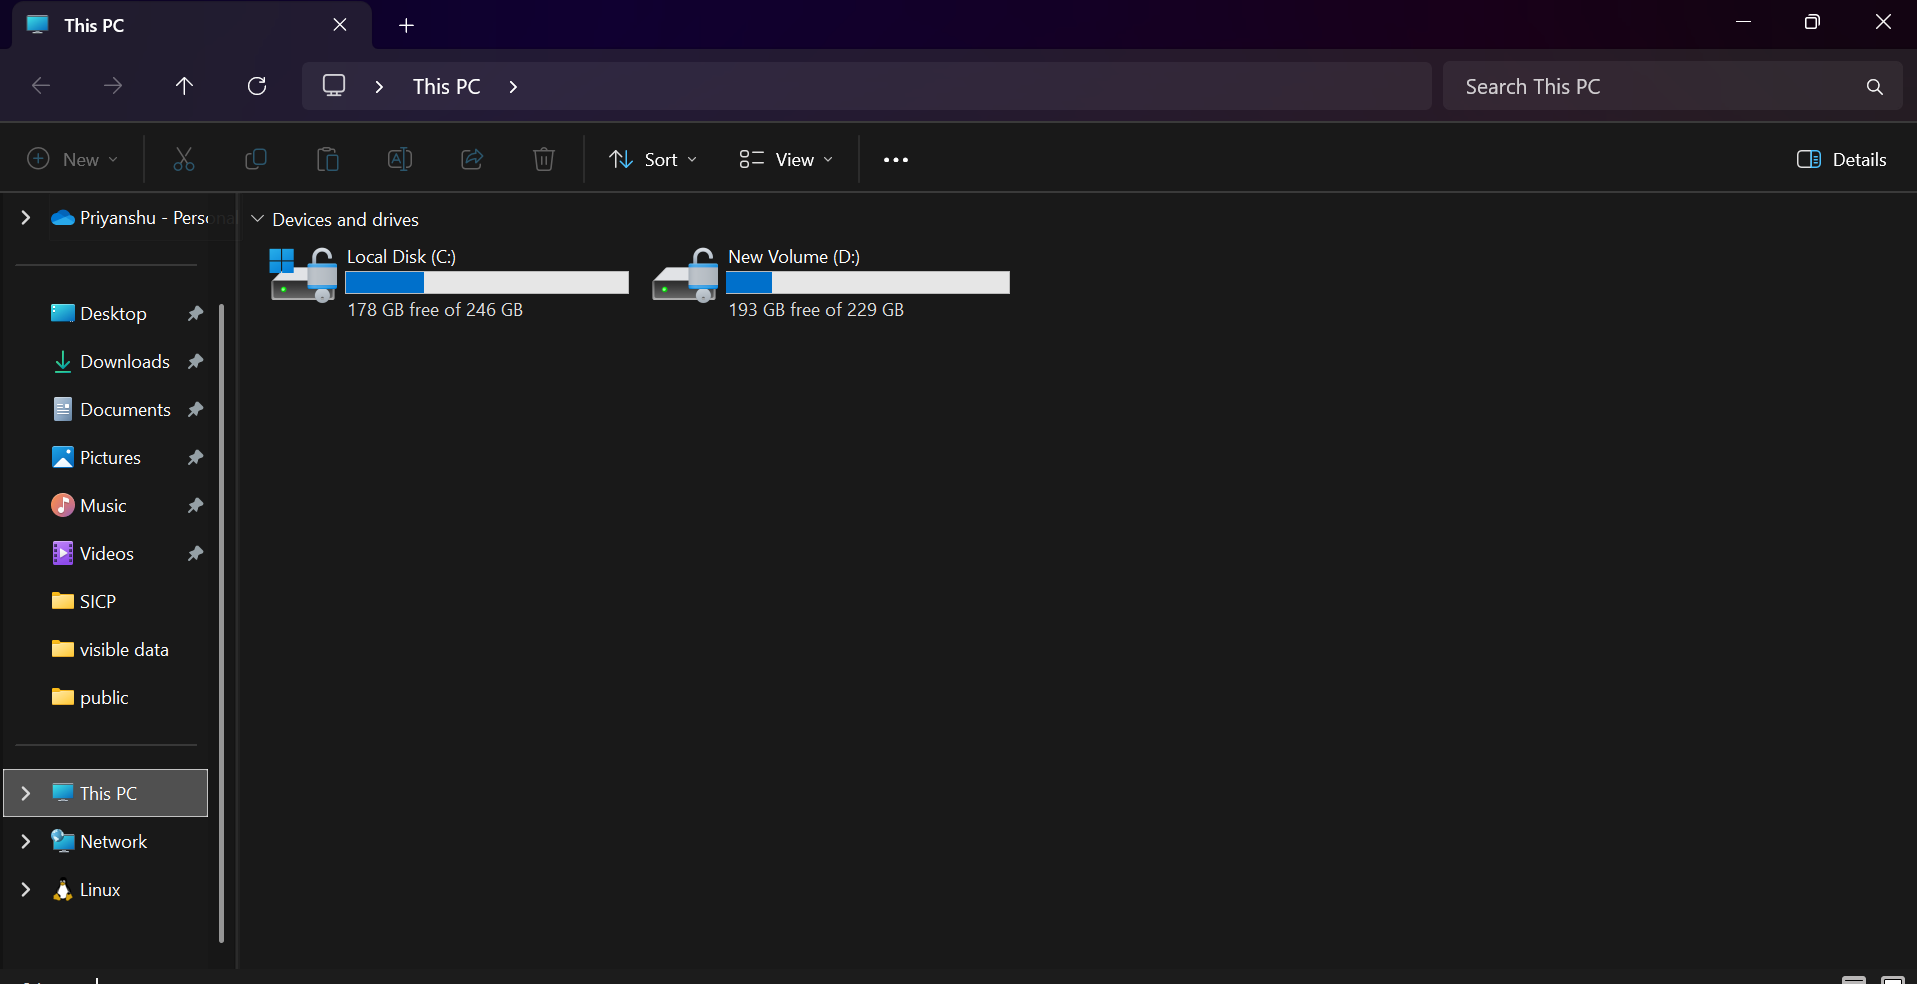 This PC
This PC
Search This PC
New
Sort
View
Details
Priyanshu - Persona
Desktop
Downloads
Documents
Pictures
Music
Videos
SICP
visible data
public
This PC
Network
Linux
Devices and drives
Local Disk (C:)
178 GB free of 246 GB
New Volume (D:)
193 GB free of 229 GB